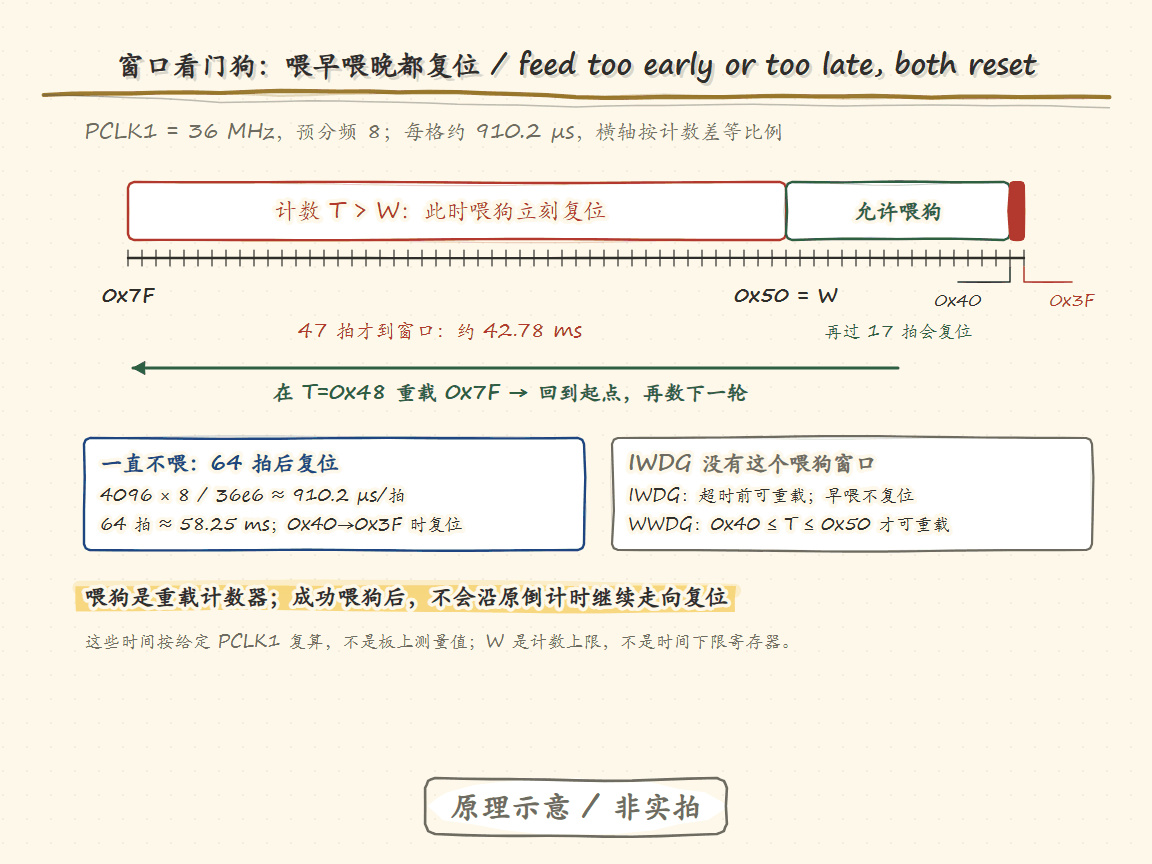 窗口看门狗：喂早喂晚都复位 / feed too early or too late, both reset
PCLK1 = 36 MHz，预分频 8；每格约 910.2 µs，横轴按计数差等比例
计数 T > W：此时喂狗立刻复位
允许喂狗
0x7F
0x50 = W
0x40
0x3F
47 拍才到窗口：约 42.78 ms
再过 17 拍会复位
在 T=0x48 重载 0x7F → 回到起点，再数下一轮
一直不喂：64 拍后复位
4096 × 8 / 36e6 ≈ 910.2 µs/拍
64 拍 ≈ 58.25 ms；0x40→0x3F 时复位
IWDG 没有这个喂狗窗口
IWDG：超时前可重载；早喂不复位
WWDG：0x40 ≤ T ≤ 0x50 才可重载
喂狗是重载计数器；成功喂狗后，不会沿原倒计时继续走向复位
这些时间按给定 PCLK1 复算，不是板上测量值；W 是计数上限，不是时间下限寄存器。
原理示意 / 非实拍